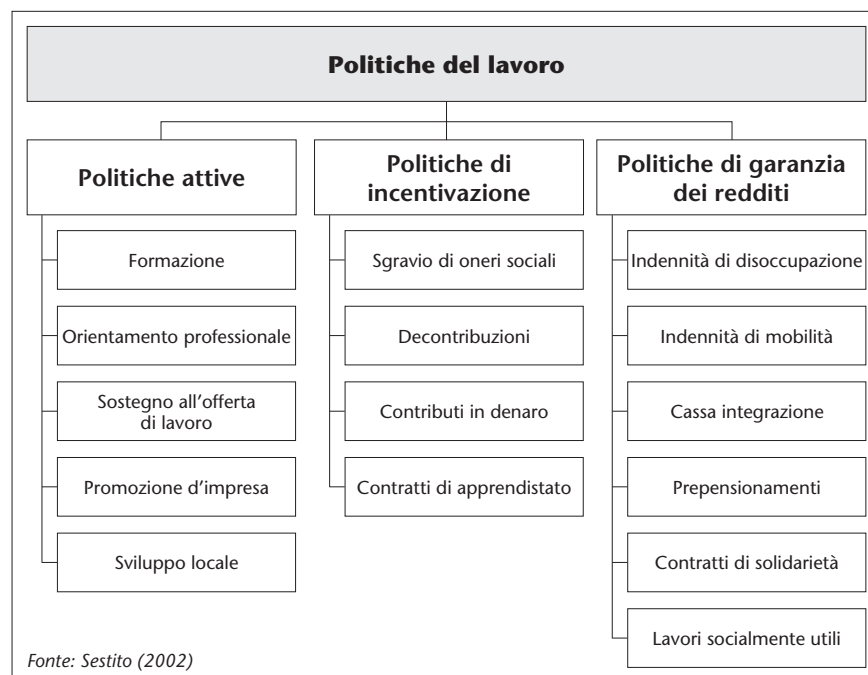 Politiche del lavoro
Politiche attive
Formazione
Orientamento professionale
Sostegno all’offerta
di lavoro
Promozione d’impresa
Sviluppo locale
Politiche di
incentivazione
Sgravio di oneri sociali
Decontribuzioni
Contributi in denaro
Contratti di apprendistato
Politiche di garanzia
dei redditi
Indennità di disoccupazione
Indennità di mobilità
Cassa integrazione
Prepensionamenti
Contratti di solidarietà
Lavori socialmente utili
Fonte: Sestito (2002)